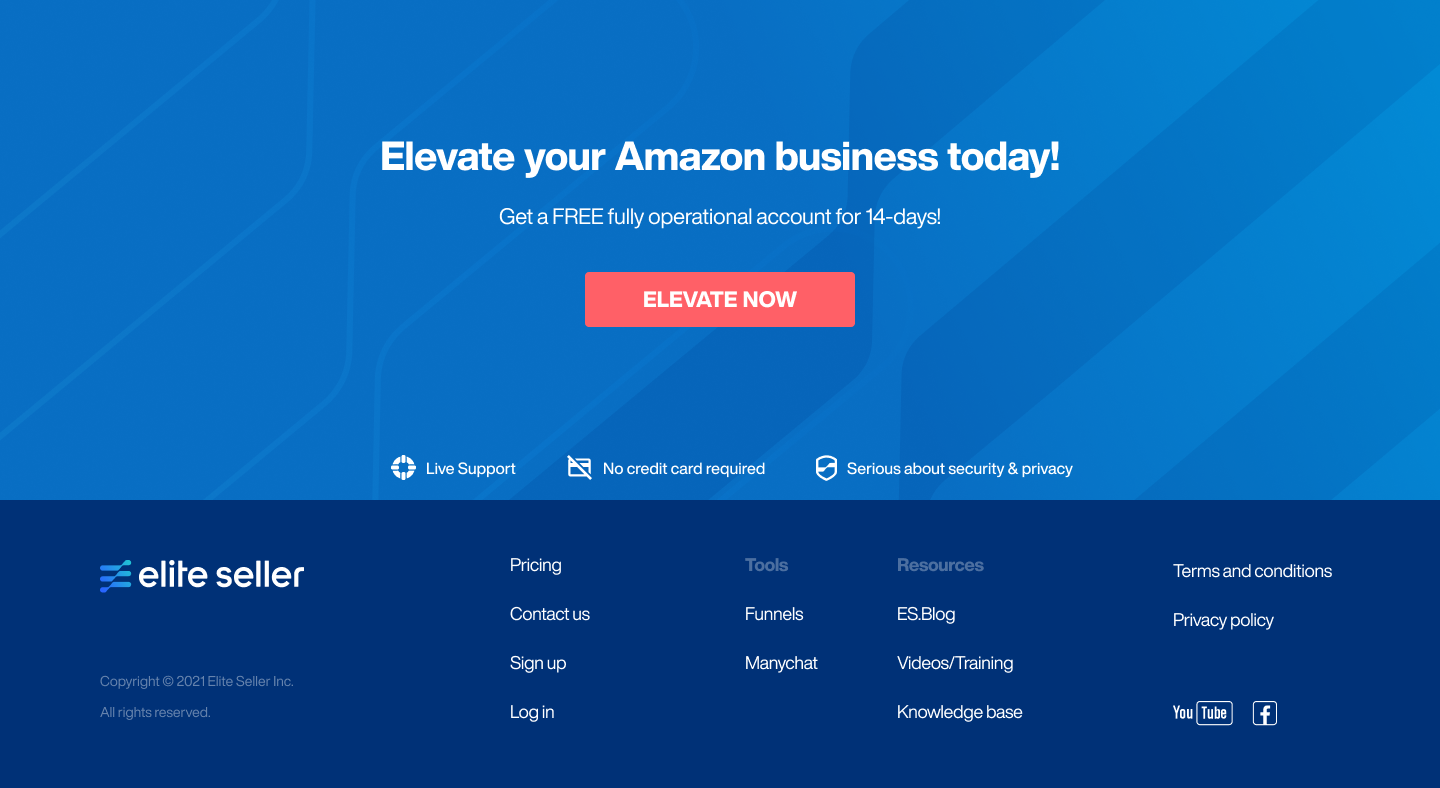 Elevate your Amazon business today!
Get a FREE fully operational account for 14-days!
ELEVATE NOW
Live Support
No credit card required
Serious about security & privacy
elite seller
Copyright © 2021 Elite Seller Inc.
All rights reserved.
Pricing
Contact us
Sign up
Log in
Tools
Funnels
Manychat
Resources
ES.Blog
Videos/Training
Knowledge base
Terms and conditions
Privacy policy
You Tube f